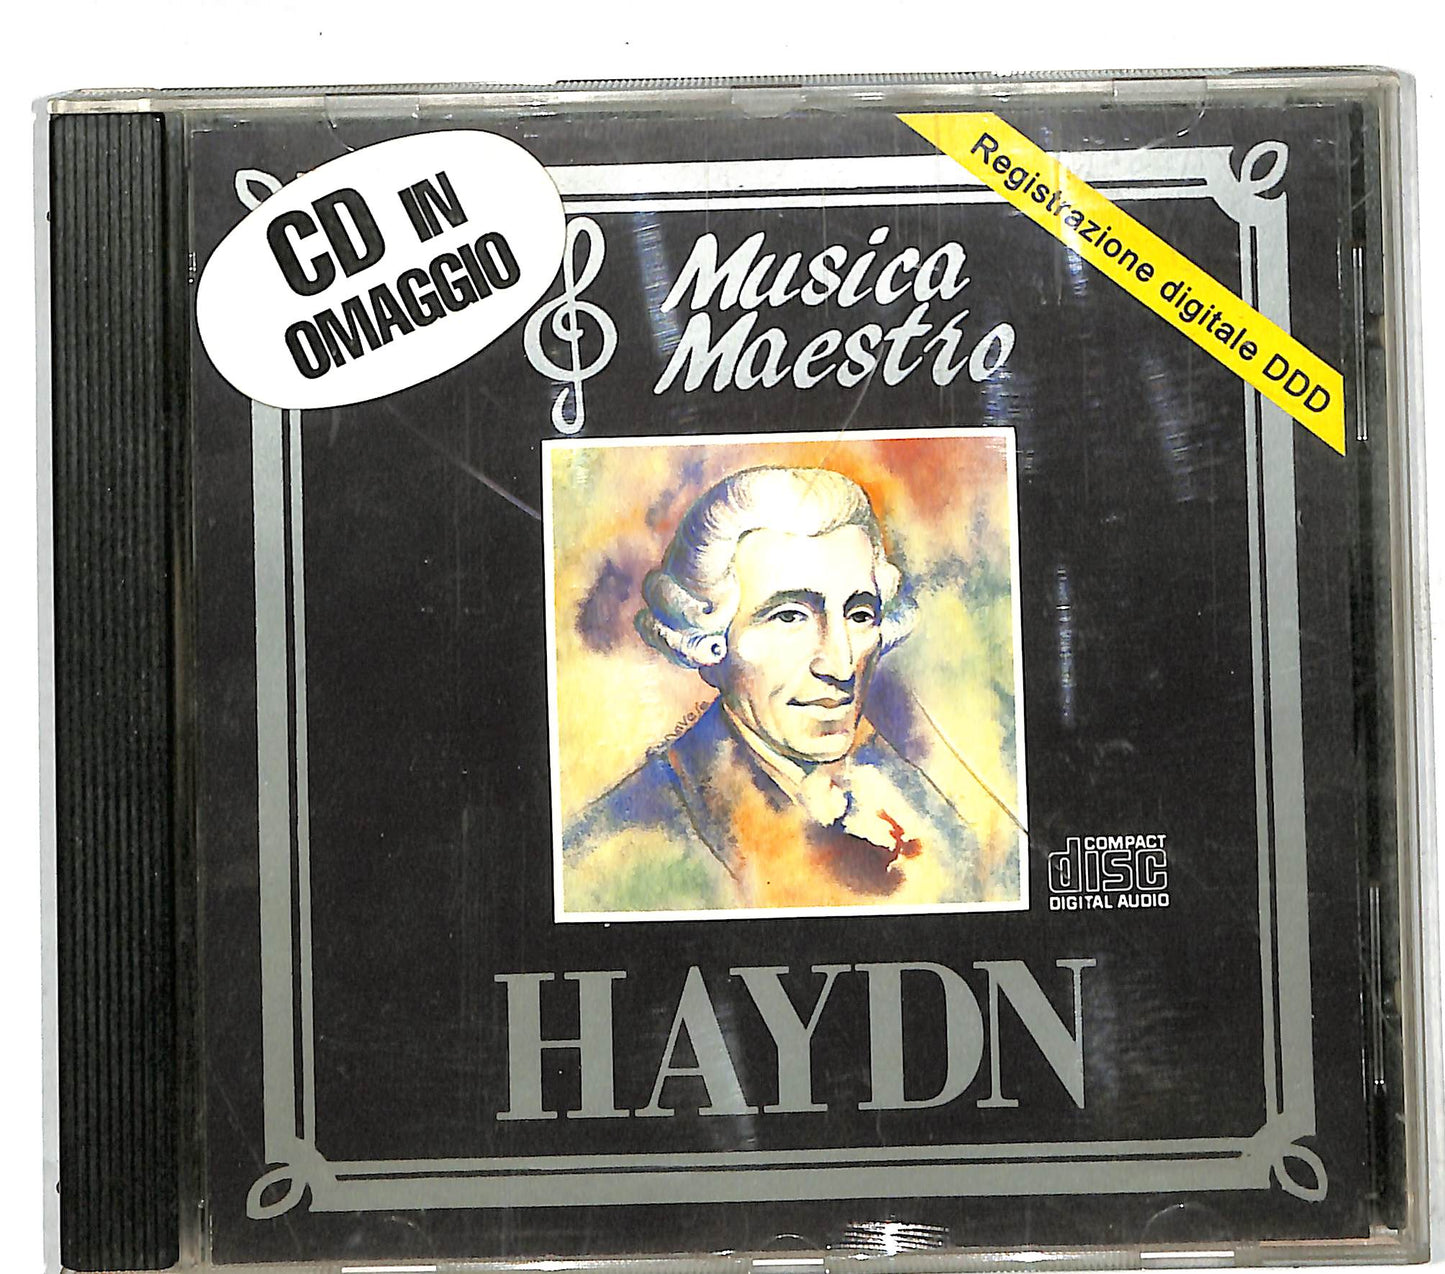 CD IN
OMAGGIO
Musica
Maestro
Registrazione digitale DDD
COMPACT
disc
DIGITAL AUDIO
HAYDN